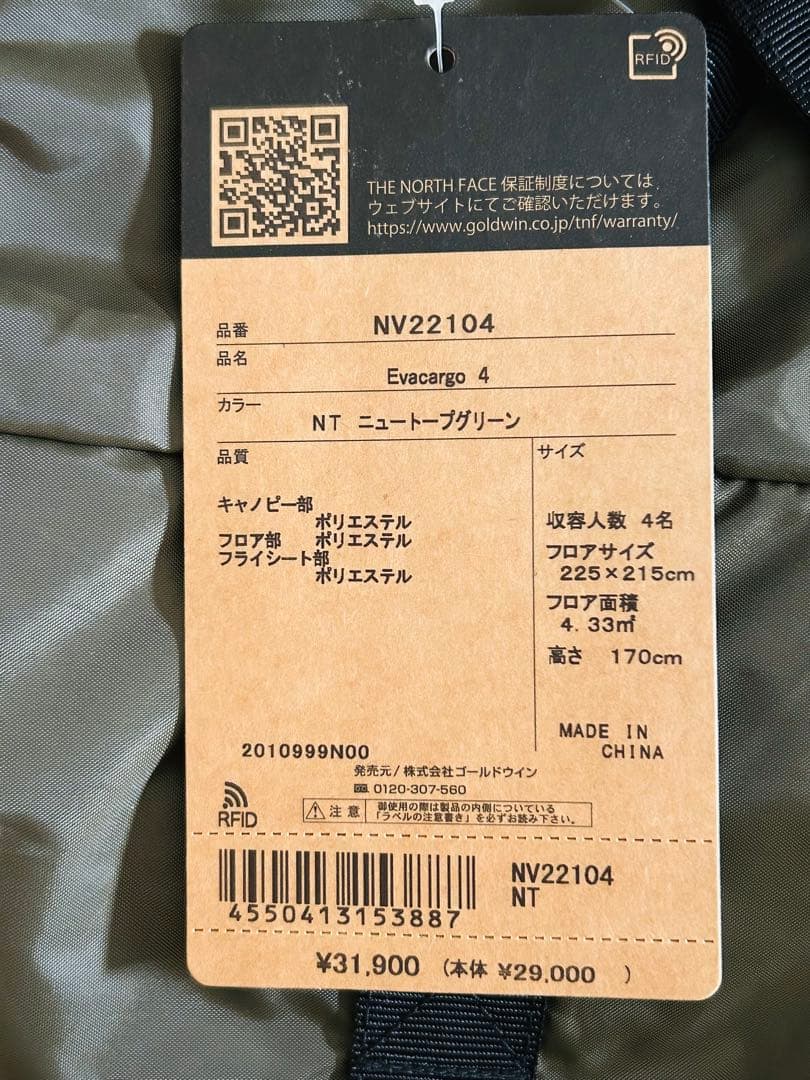 RFID
THE NORTH FACE 保証制度については、
ウェブサイトにてご確認いただけます。
https://www.goldwin.co.jp/tnf/warranty/
品番 NV22104
品名
Evacargo 4
カラー
NT ニュートープグリーン
品質
キャノピー部
ポリエステル
フロア部 ポリエステル
フライシート部
ポリエステル
サイズ
収容人数 4名
フロアサイズ
225×215cm
フロア面積
4.33㎡
高さ 170cm
MADE IN
CHINA
2010999N00
発売元/株式会社ゴールドウイン
0120-307-560
RFID
注意
御使用の際は製品の内側についている
「ラベルの注意書き」を必ずお読み下さい。
4550413153887
NV22104
NT
¥31,900 (本体 ¥29,000 )